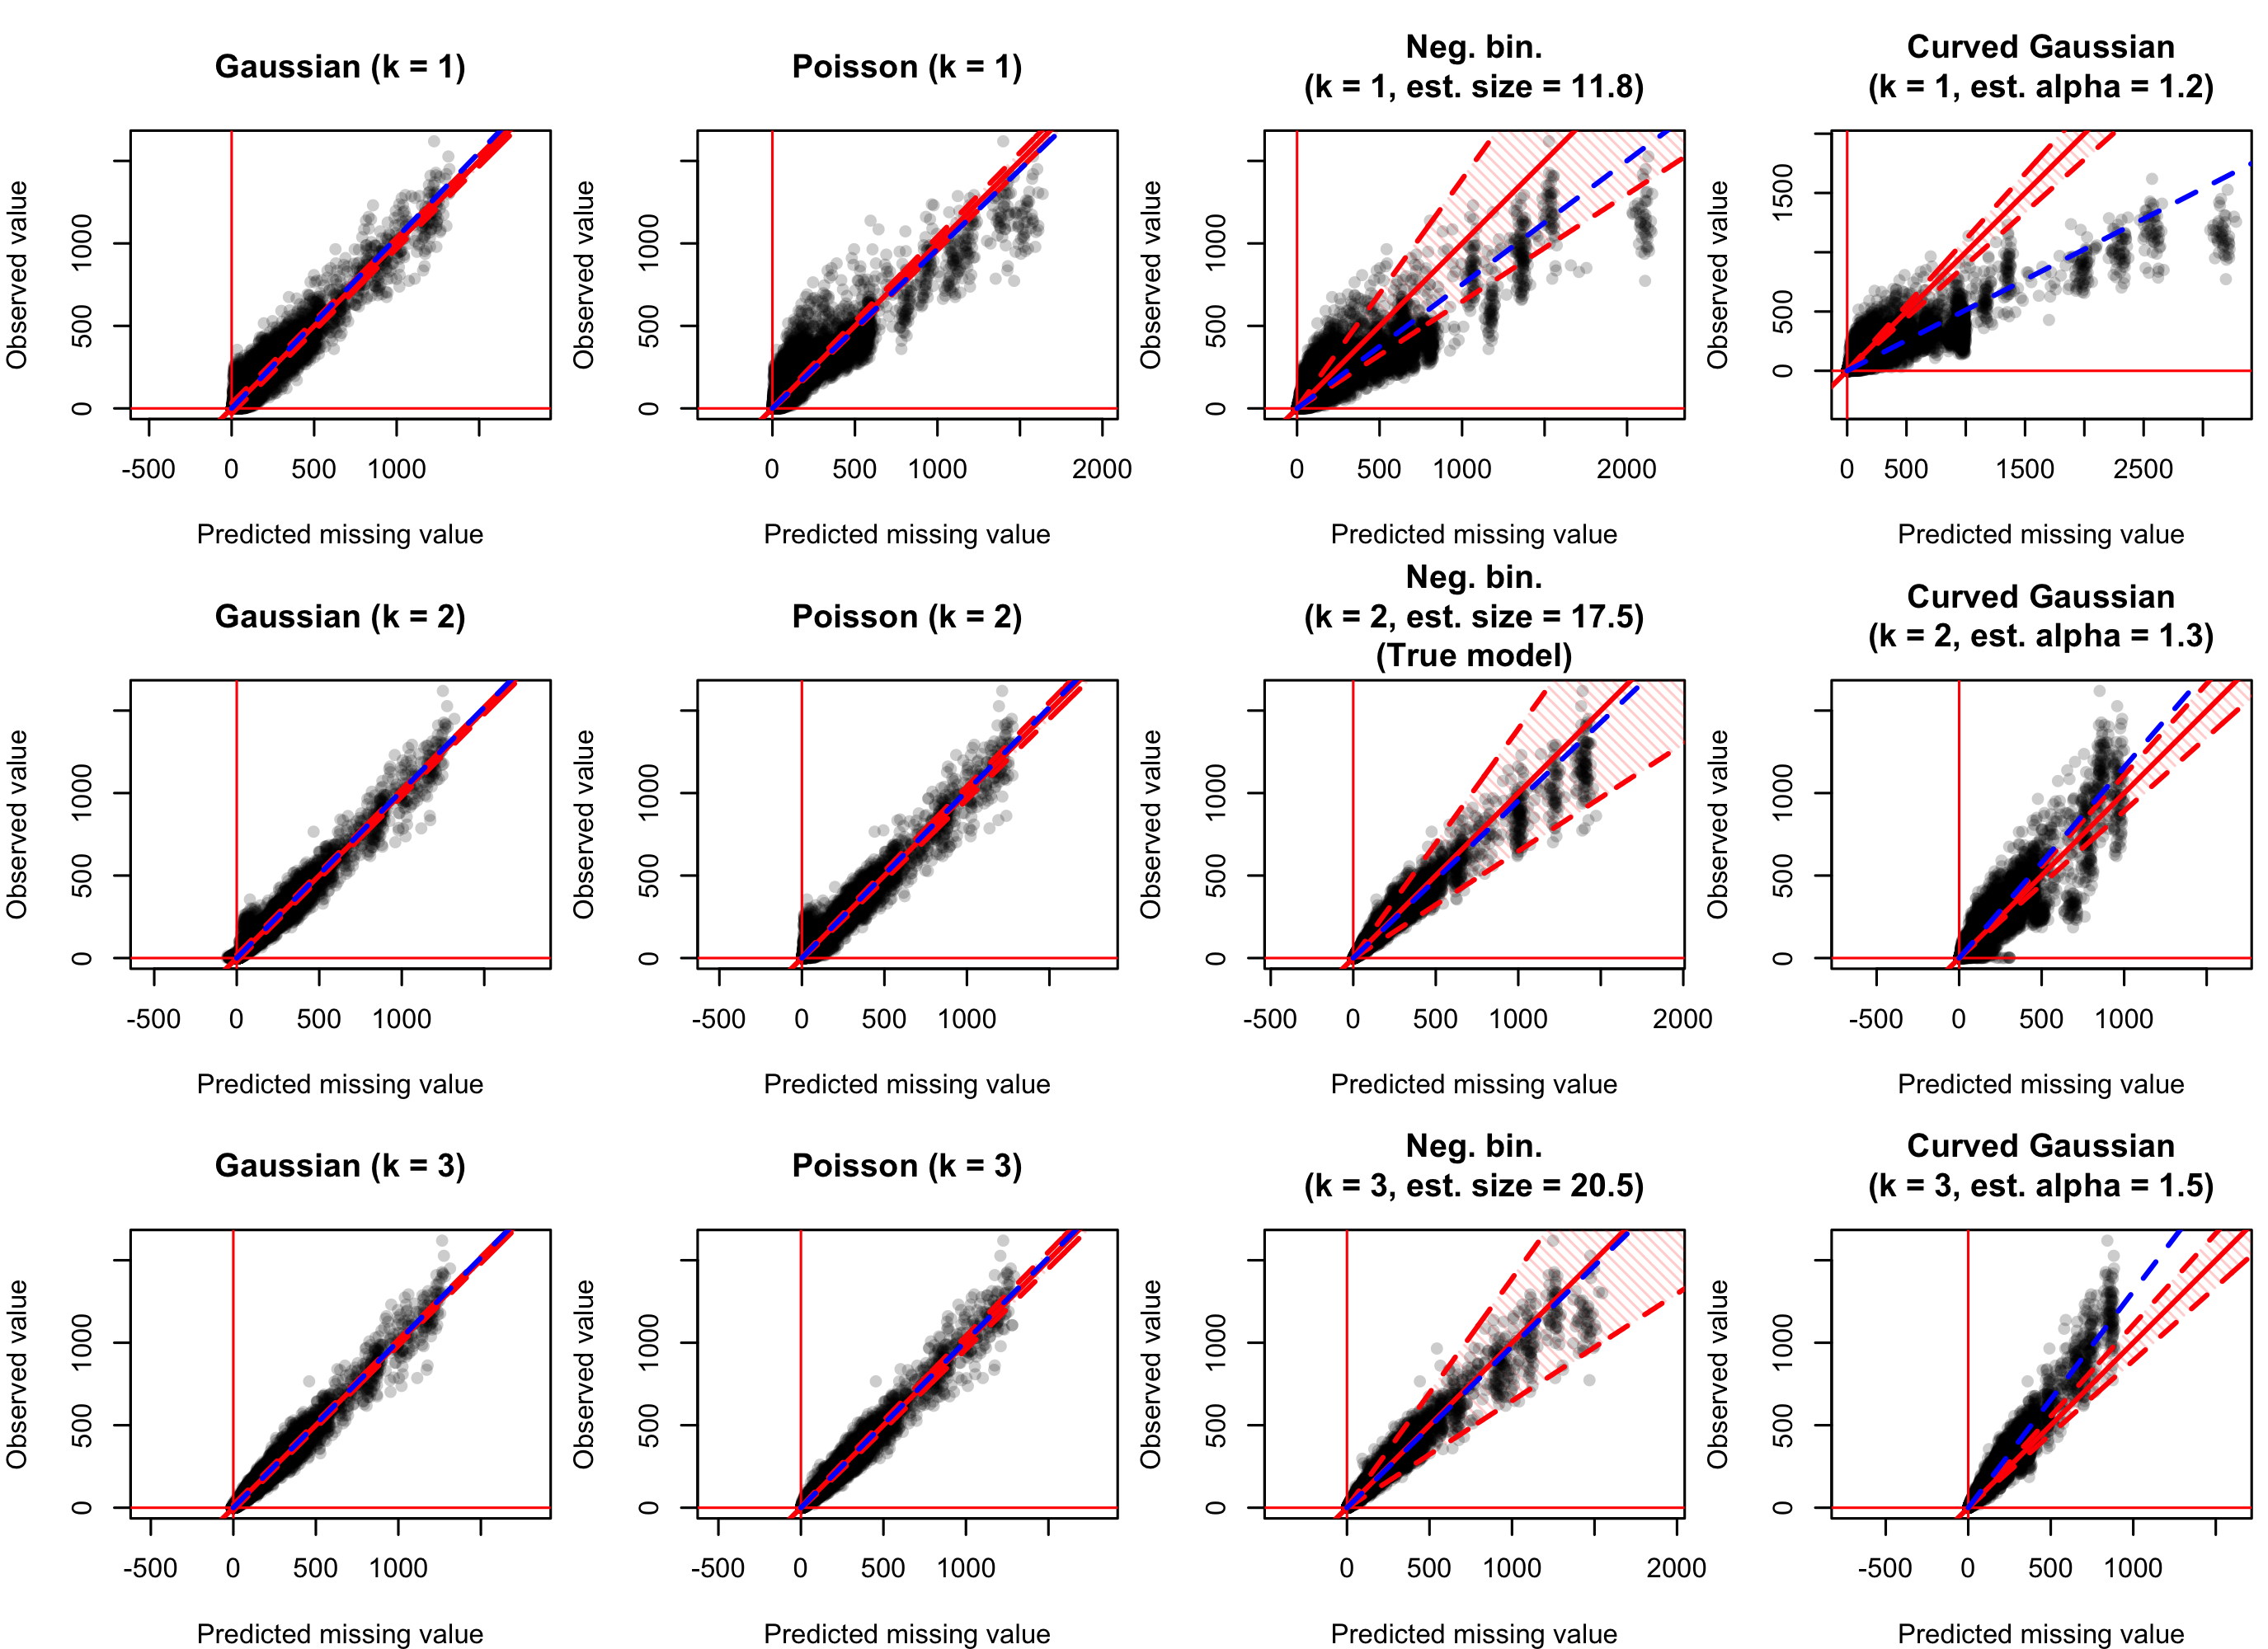 Gaussian (k = 1)
Observed value
0 500 1000
-500 0 500 1000
Predicted missing value
Poisson (k = 1)
Observed value
0 500 1000
0 500 1000 2000
Predicted missing value
Neg. bin.
(k = 1, est. size = 11.8)
Observed value
0 500 1000
0 500 1000 2000
Predicted missing value
Curved Gaussian
(k = 1, est. alpha = 1.2)
Observed value
0 500 1500
0 500 1500 2500
Predicted missing value
Gaussian (k = 2)
Observed value
0 500 1000
-500 0 500 1000
Predicted missing value
Poisson (k = 2)
Observed value
0 500 1000
-500 0 500 1000
Predicted missing value
Neg. bin.
(k = 2, est. size = 17.5)
(True model)
Observed value
0 500 1000
-500 0 500 1000 2000
Predicted missing value
Curved Gaussian
(k = 2, est. alpha = 1.3)
Observed value
0 500 1000
-500 0 500 1000
Predicted missing value
Gaussian (k = 3)
Observed value
0 500 1000
-500 0 500 1000
Predicted missing value
Poisson (k = 3)
Observed value
0 500 1000
-500 0 500 1000
Predicted missing value
Neg. bin.
(k = 3, est. size = 20.5)
Observed value
0 500 1000
0 500 1000 2000
Predicted missing value
Curved Gaussian
(k = 3, est. alpha = 1.5)
Observed value
0 500 1000
-500 0 500 1000
Predicted missing value